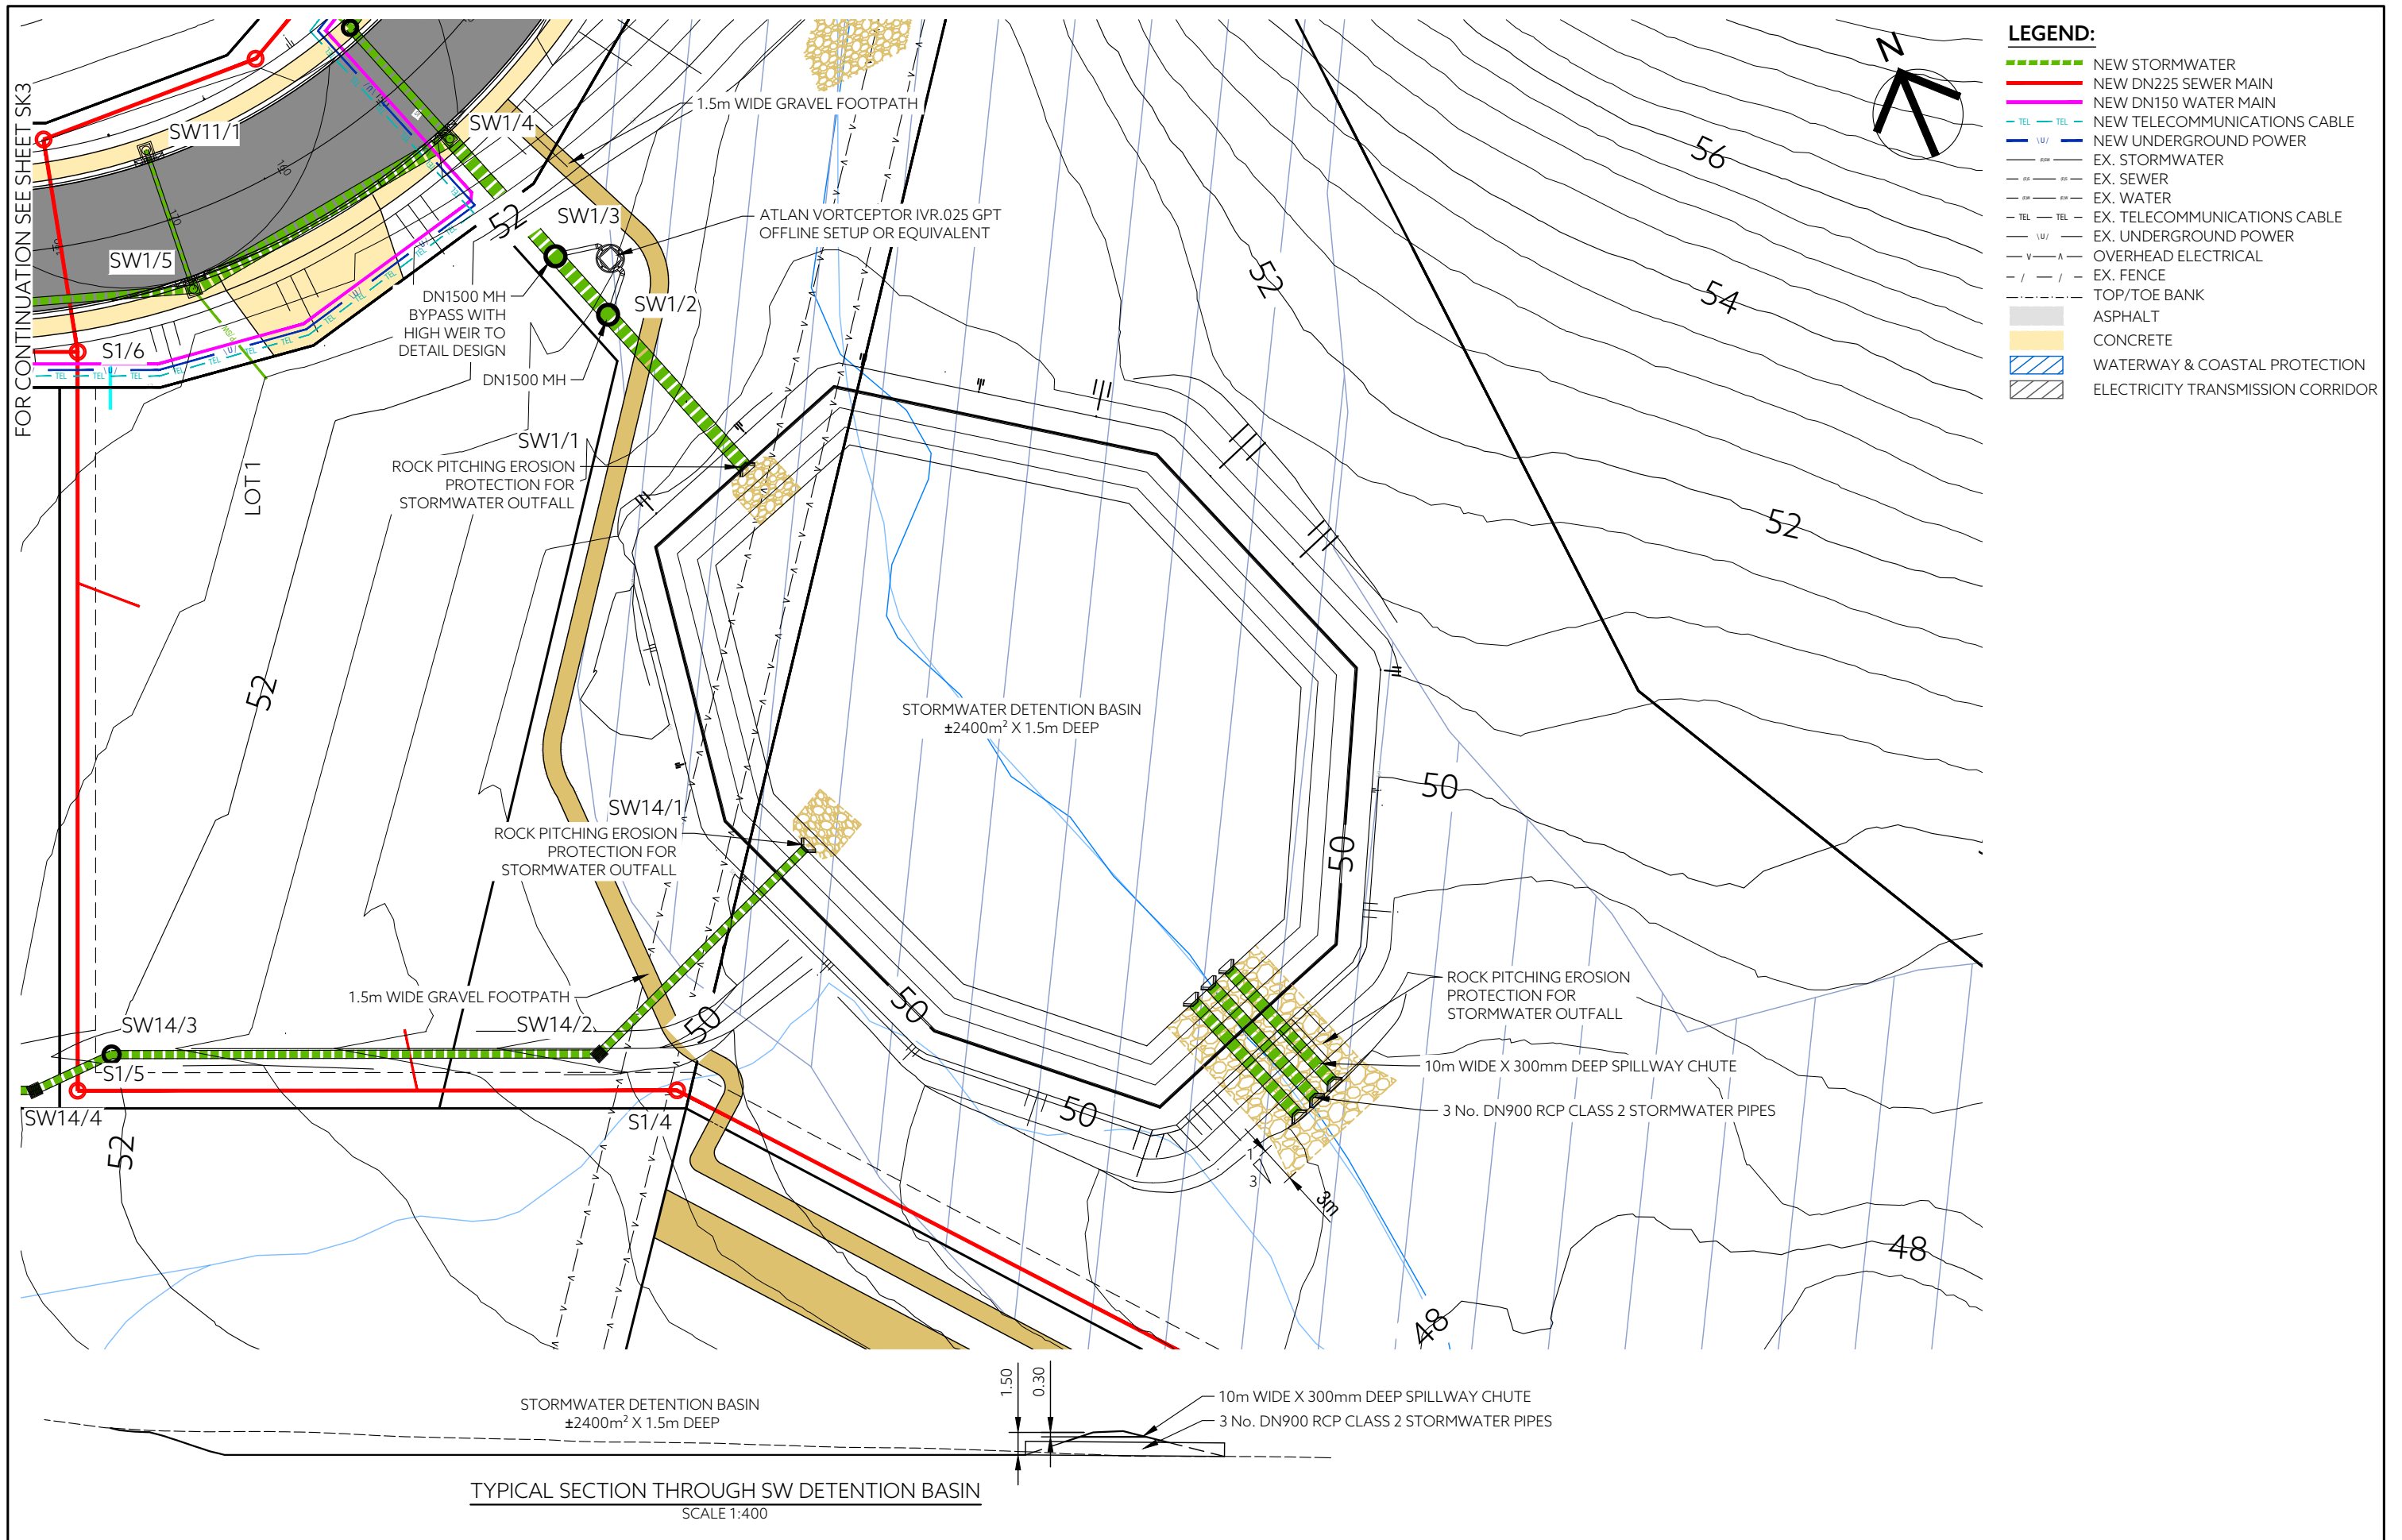 FOR CONTINUATION SEE SHEET SK3
SW11/1
SW1/4
1.5m WIDE GRAVEL FOOTPATH
N
LEGEND:
NEW STORMWATER
NEW DN225 SEWER MAIN
NEW DN150 WATER MAIN
TEL TEL NEW TELECOMMUNICATIONS CABLE
NEW UNDERGROUND POWER
EX. STORMWATER
EX. SEWER
EX. WATER
TEL TEL EX. TELECOMMUNICATIONS CABLE
EX. UNDERGROUND POWER
OVERHEAD ELECTRICAL
EX. FENCE
TOP/TOE BANK
ASPHALT
CONCRETE
WATERWAY & COASTAL PROTECTION
ELECTRICITY TRANSMISSION CORRIDOR
56
52
SW1/3
ATLAN VORTCEPTOR IVR.025 GPT
OFFLINE SETUP OR EQUIVALENT
SW1/5
52
54
DN1500 MH
BYPASS WITH
HIGH WEIR TO
DETAIL DESIGN
SW1/2
S1/6
TEL TEL TEL
DN1500 MH
SW1/1
ROCK PITCHING EROSION
PROTECTION FOR
STORMWATER OUTFALL
LOT 1
52
52
STORMWATER DETENTION BASIN
±2400m² X 1.5m DEEP
50
SW14/1
ROCK PITCHING EROSION
PROTECTION FOR
STORMWATER OUTFALL
50
ROCK PITCHING EROSION
PROTECTION FOR
STORMWATER OUTFALL
1.5m WIDE GRAVEL FOOTPATH
50
SW14/3
SW14/2
50
10m WIDE X 300mm DEEP SPILLWAY CHUTE
S1/5
SW14/4
S1/4
50
3 No. DN900 RCP CLASS 2 STORMWATER PIPES
52
1
3
3m
48
48
1.50
0.30
STORMWATER DETENTION BASIN
±2400m² X 1.5m DEEP
10m WIDE X 300mm DEEP SPILLWAY CHUTE
3 No. DN900 RCP CLASS 2 STORMWATER PIPES
TYPICAL SECTION THROUGH SW DETENTION BASIN
SCALE 1:400